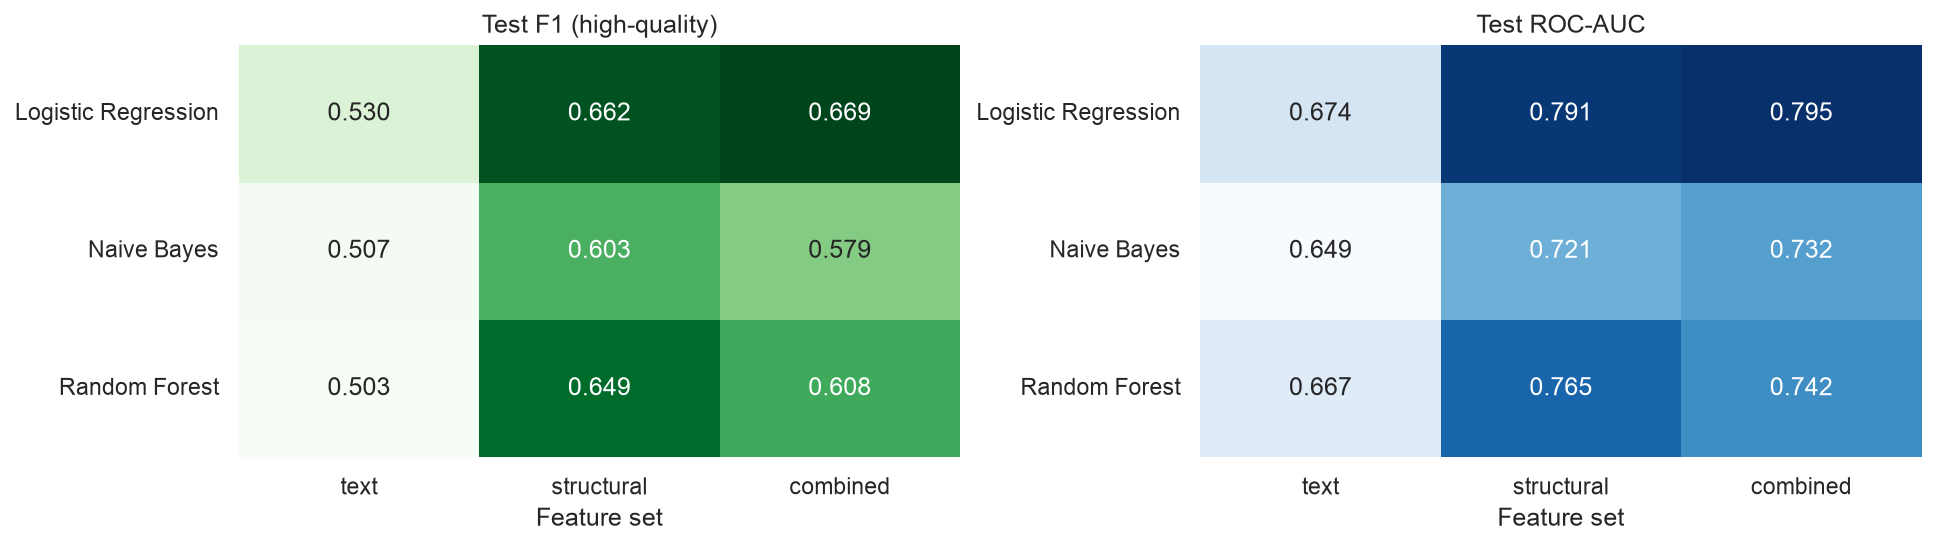 Test F1 (high-quality)
Logistic Regression 0.530 0.662 0.669
Naive Bayes 0.507 0.603 0.579
Random Forest 0.503 0.649 0.608
text structural combined
Feature set
Test ROC-AUC
Logistic Regression 0.674 0.791 0.795
Naive Bayes 0.649 0.721 0.732
Random Forest 0.667 0.765 0.742
text structural combined
Feature set